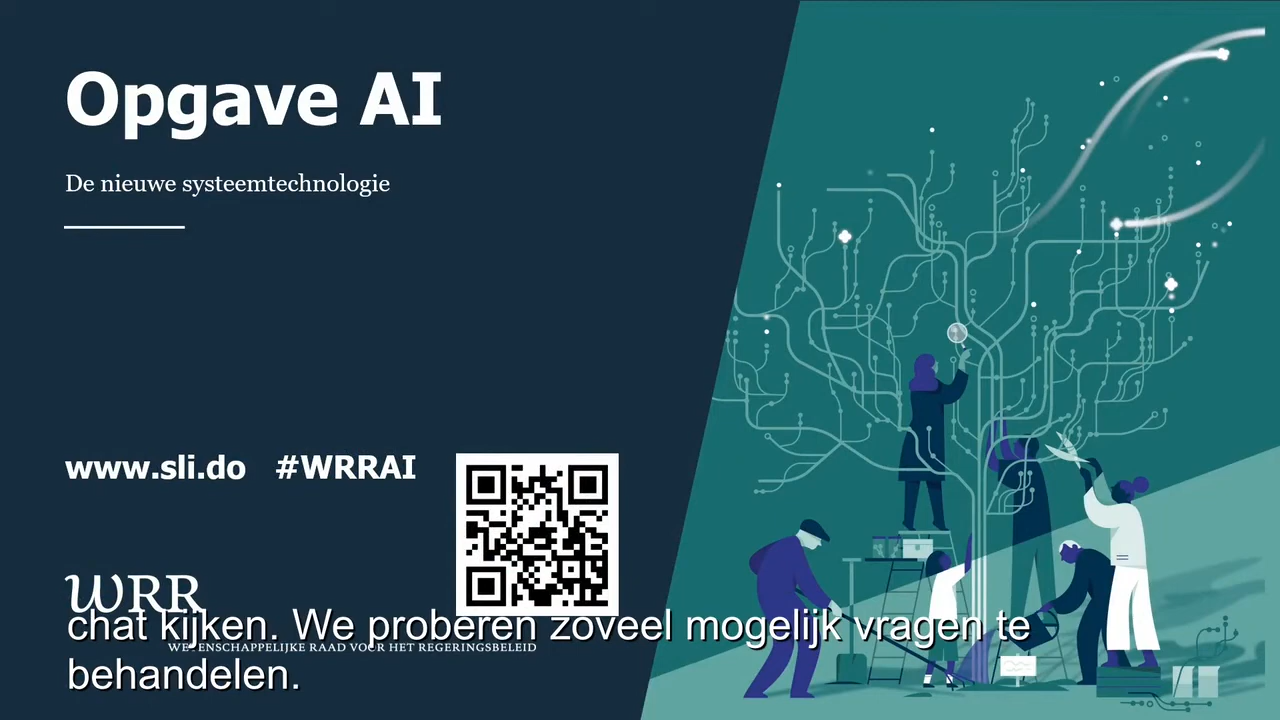 Opgave AI
De nieuwe systeemtechnologie
www.sli.do #WRRAI
WRR
WETENSCHAPPELIJKE RAAD VOOR HET REGERINGSBELEID
chat kijken. We proberen zoveel mogelijk vragen te
behandelen.